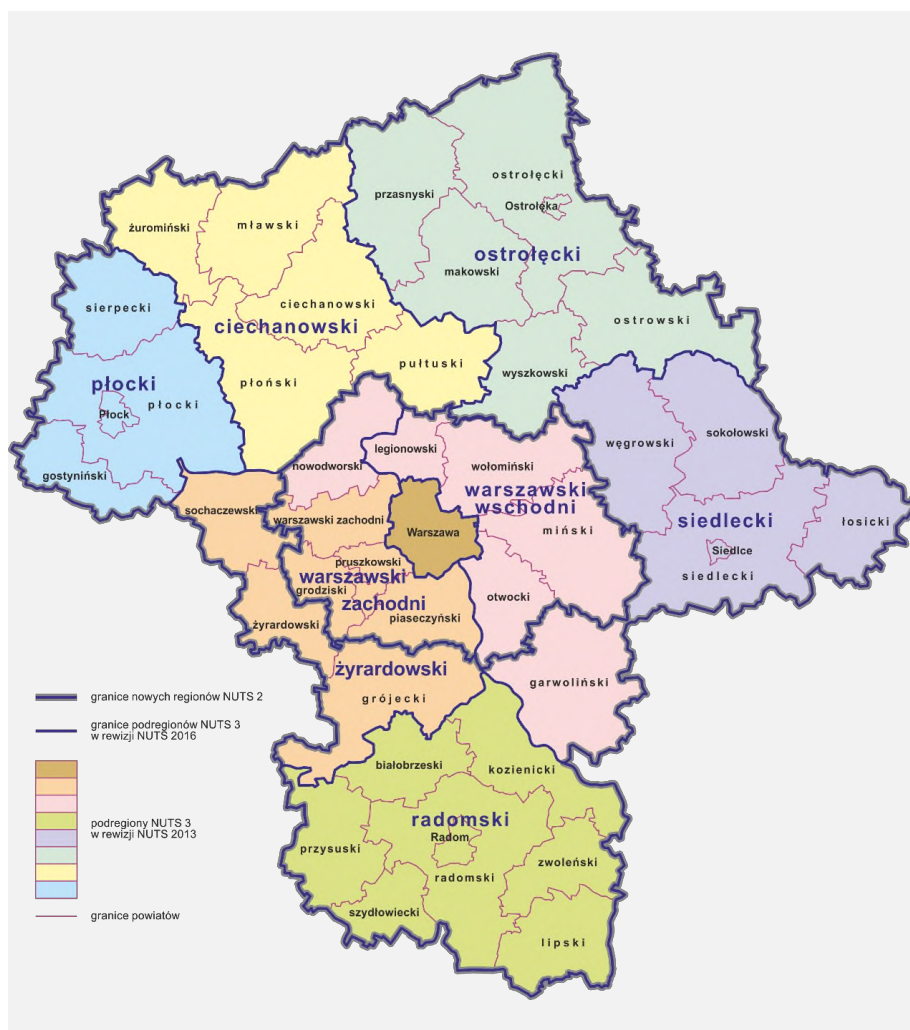 ostrołęcki
przasnyski
Ostrołęka
mławski
żuromiński
ostrołęcki
makowski
sierpecki
ciechanowski
ciechanowski
ostrowski
pułtuski
wyszkowski
płocki
płoński
płocki
Płock
sokołowski
węgrowski
legionowski
nowodworski
wołomiński
gostyniński
warszawski
wschodni
sochaczewski
warszawski zachodni
siedlecki
łosicki
miński
Warszawa
Siedlce
siedlecki
pruszkowski
warszawski
grodziski
zachodni
otwocki
piaseczyński
żyrardowski
żyrardowski
garwoliński
grójecki
granice nowych regionów NUTS 2
granice podregionów NUTS 3
w rewizji NUTS 2016
białobrzeski
kozienicki
podregiony NUTS 3
w rewizji NUTS 2013
radomski
Radom
przysuski
zwoleński
radomski
szydłowiecki
granice powiatów
lipski